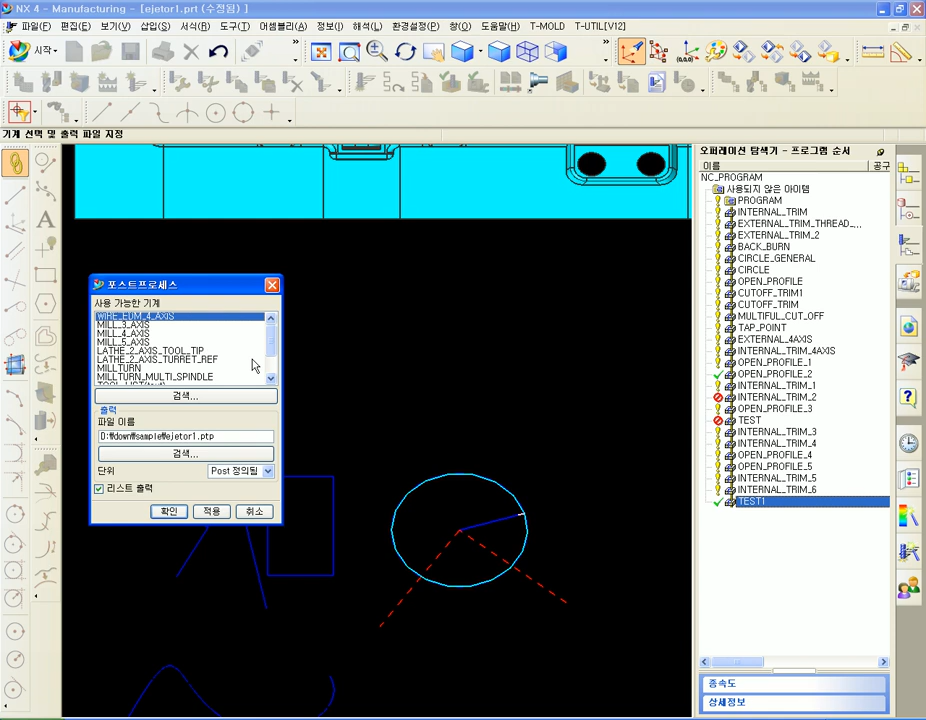 NX 4 - Manufacturing - [ejetor1.prt (수정됨) ]
파일(F) 편집(E) 보기(V) 삽입(S) 서식(R) 도구(T) 어셈블리(A) 정보(I) 해석(L) 환경설정(P) 창(O) 도움말(H) T-MOLD T-UTIL[V12]
시작
기계 선택 및 출력 파일 지정
오퍼레이션 탐색기 - 프로그램 순서
이름 공구
NC_PROGRAM
사용되지 않은 아이템
PROGRAM
INTERNAL_TRIM
EXTERNAL_TRIM_THREAD_...
EXTERNAL_TRIM_2
BACK_BURN
CIRCLE_GENERAL
CIRCLE
OPEN_PROFILE
CUTOFF_TRIM1
CUTOFF_TRIM
MULTIFUL_CUT_OFF
TAP_POINT
EXTERNAL_4AXIS
INTERNAL_TRIM_4AXIS
OPEN_PROFILE_1
OPEN_PROFILE_2
INTERNAL_TRIM_1
INTERNAL_TRIM_2
OPEN_PROFILE_3
TEST
INTERNAL_TRIM_3
INTERNAL_TRIM_4
OPEN_PROFILE_4
OPEN_PROFILE_5
INTERNAL_TRIM_5
INTERNAL_TRIM_6
TEST1
종속도
상세정보
포스트프로세스
사용 가능한 기계
WIRE_EDM_4_AXIS
MILL_3_AXIS
MILL_4_AXIS
MILL_5_AXIS
LATHE_2_AXIS_TOOL_TIP
LATHE_2_AXIS_TURRET_REF
MILLTURN
MILLTURN_MULTI_SPINDLE
TOOL_LIST(text)
검색...
출력
파일 이름
D:\down\sample\ejetor1.ptp
검색...
단위 Post 정의됨
리스트 출력
확인 적용 취소